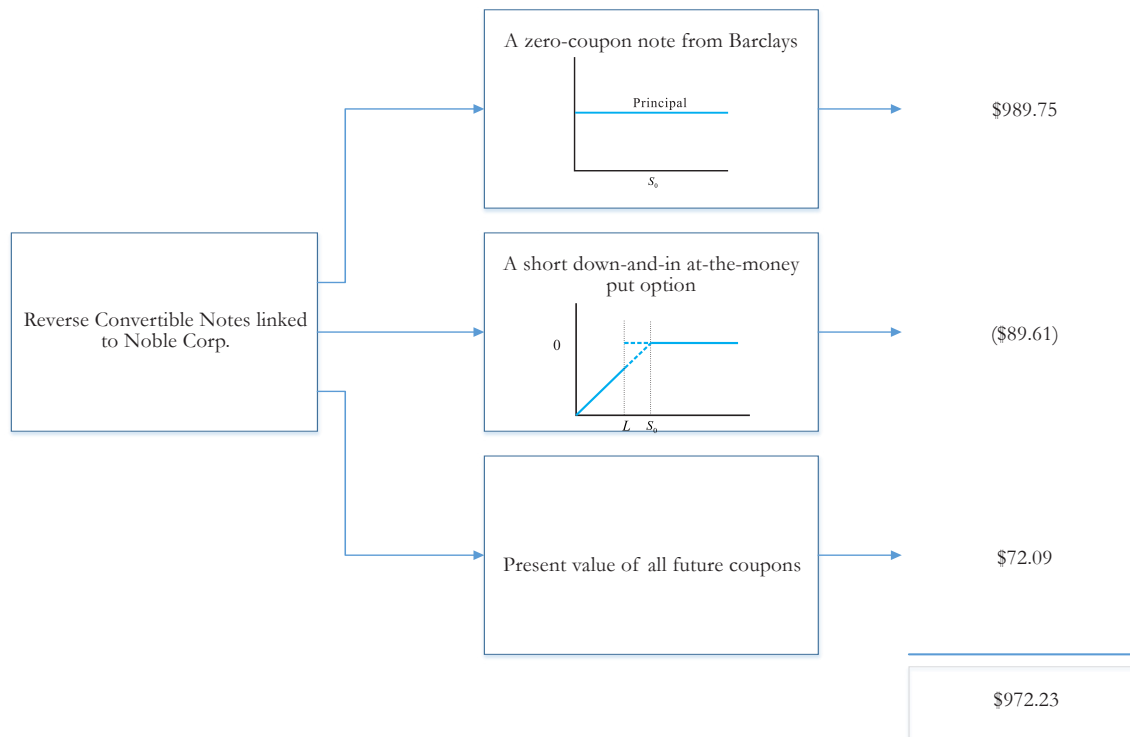 A zero-coupon note from Barclays
Principal
S₀
$989.75
Reverse Convertible Notes linked
to Noble Corp.
A short down-and-in at-the-money
put option
0
L S₀
($89.61)
Present value of all future coupons
$72.09
$972.23